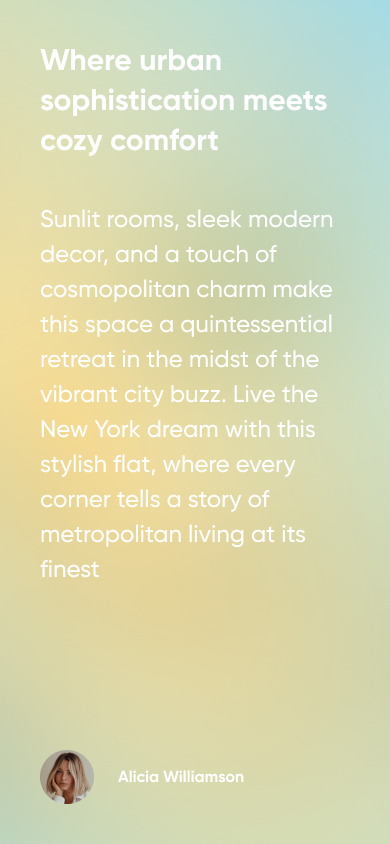 Where urban
sophistication meets
cozy comfort
Sunlit rooms, sleek modern
decor, and a touch of
cosmopolitan charm make
this space a quintessential
retreat in the midst of the
vibrant city buzz. Live the
New York dream with this
stylish flat, where every
corner tells a story of
metropolitan living at its
finest
Alicia Williamson